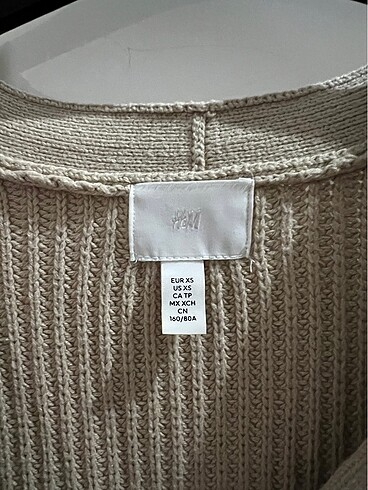 H&M
EUR XS
US XS
CA TP
MX XCH
CN
160/80A